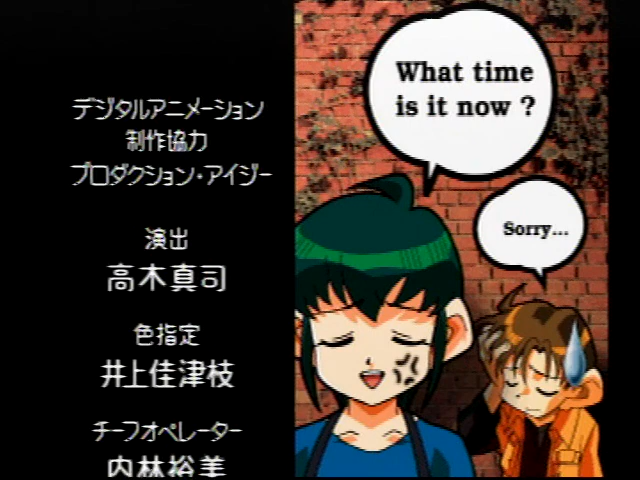 デジタルアニメーション
制作協力
プロダクション・アイジー
演出
高木真司
色指定
井上佳津枝
チーフオペレーター
内林裕美
What time
is it now ?
Sorry...